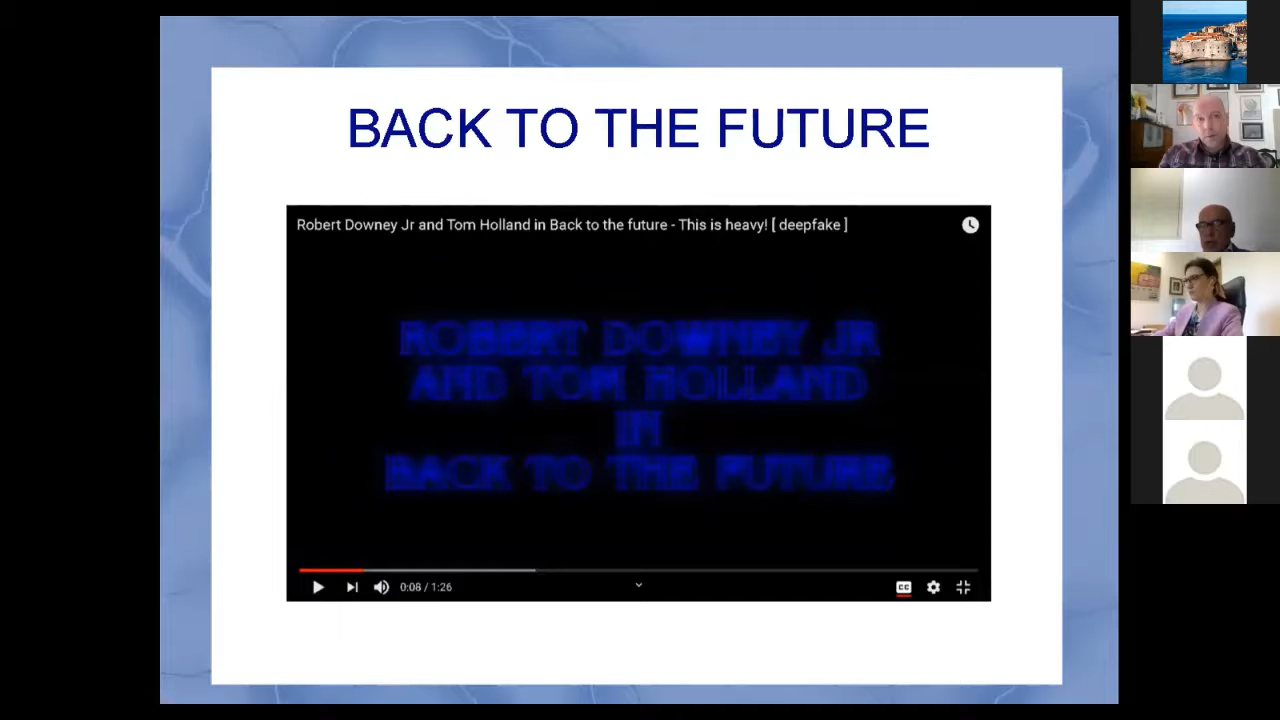 BACK TO THE FUTURE
Robert Downey Jr and Tom Holland in Back to the future - This is heavy! [ deepfake ]
ROBERT DOWNEY JR
AND TOM HOLLAND
IN
BACK TO THE FUTURE
0:08 / 1:26
CC